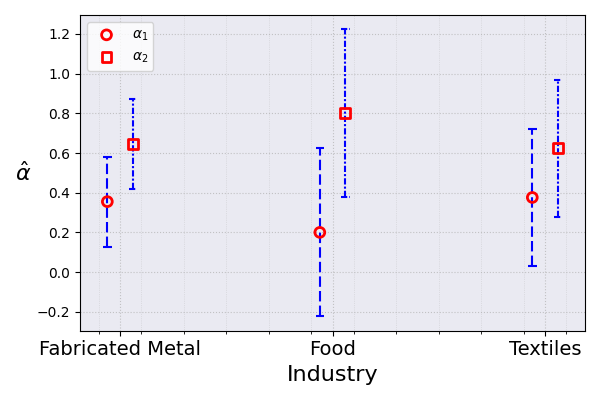 α₁
α₂
1.2
1.0
0.8
0.6
0.4
0.2
0.0
−0.2
α̂
Fabricated Metal Food Textiles
Industry